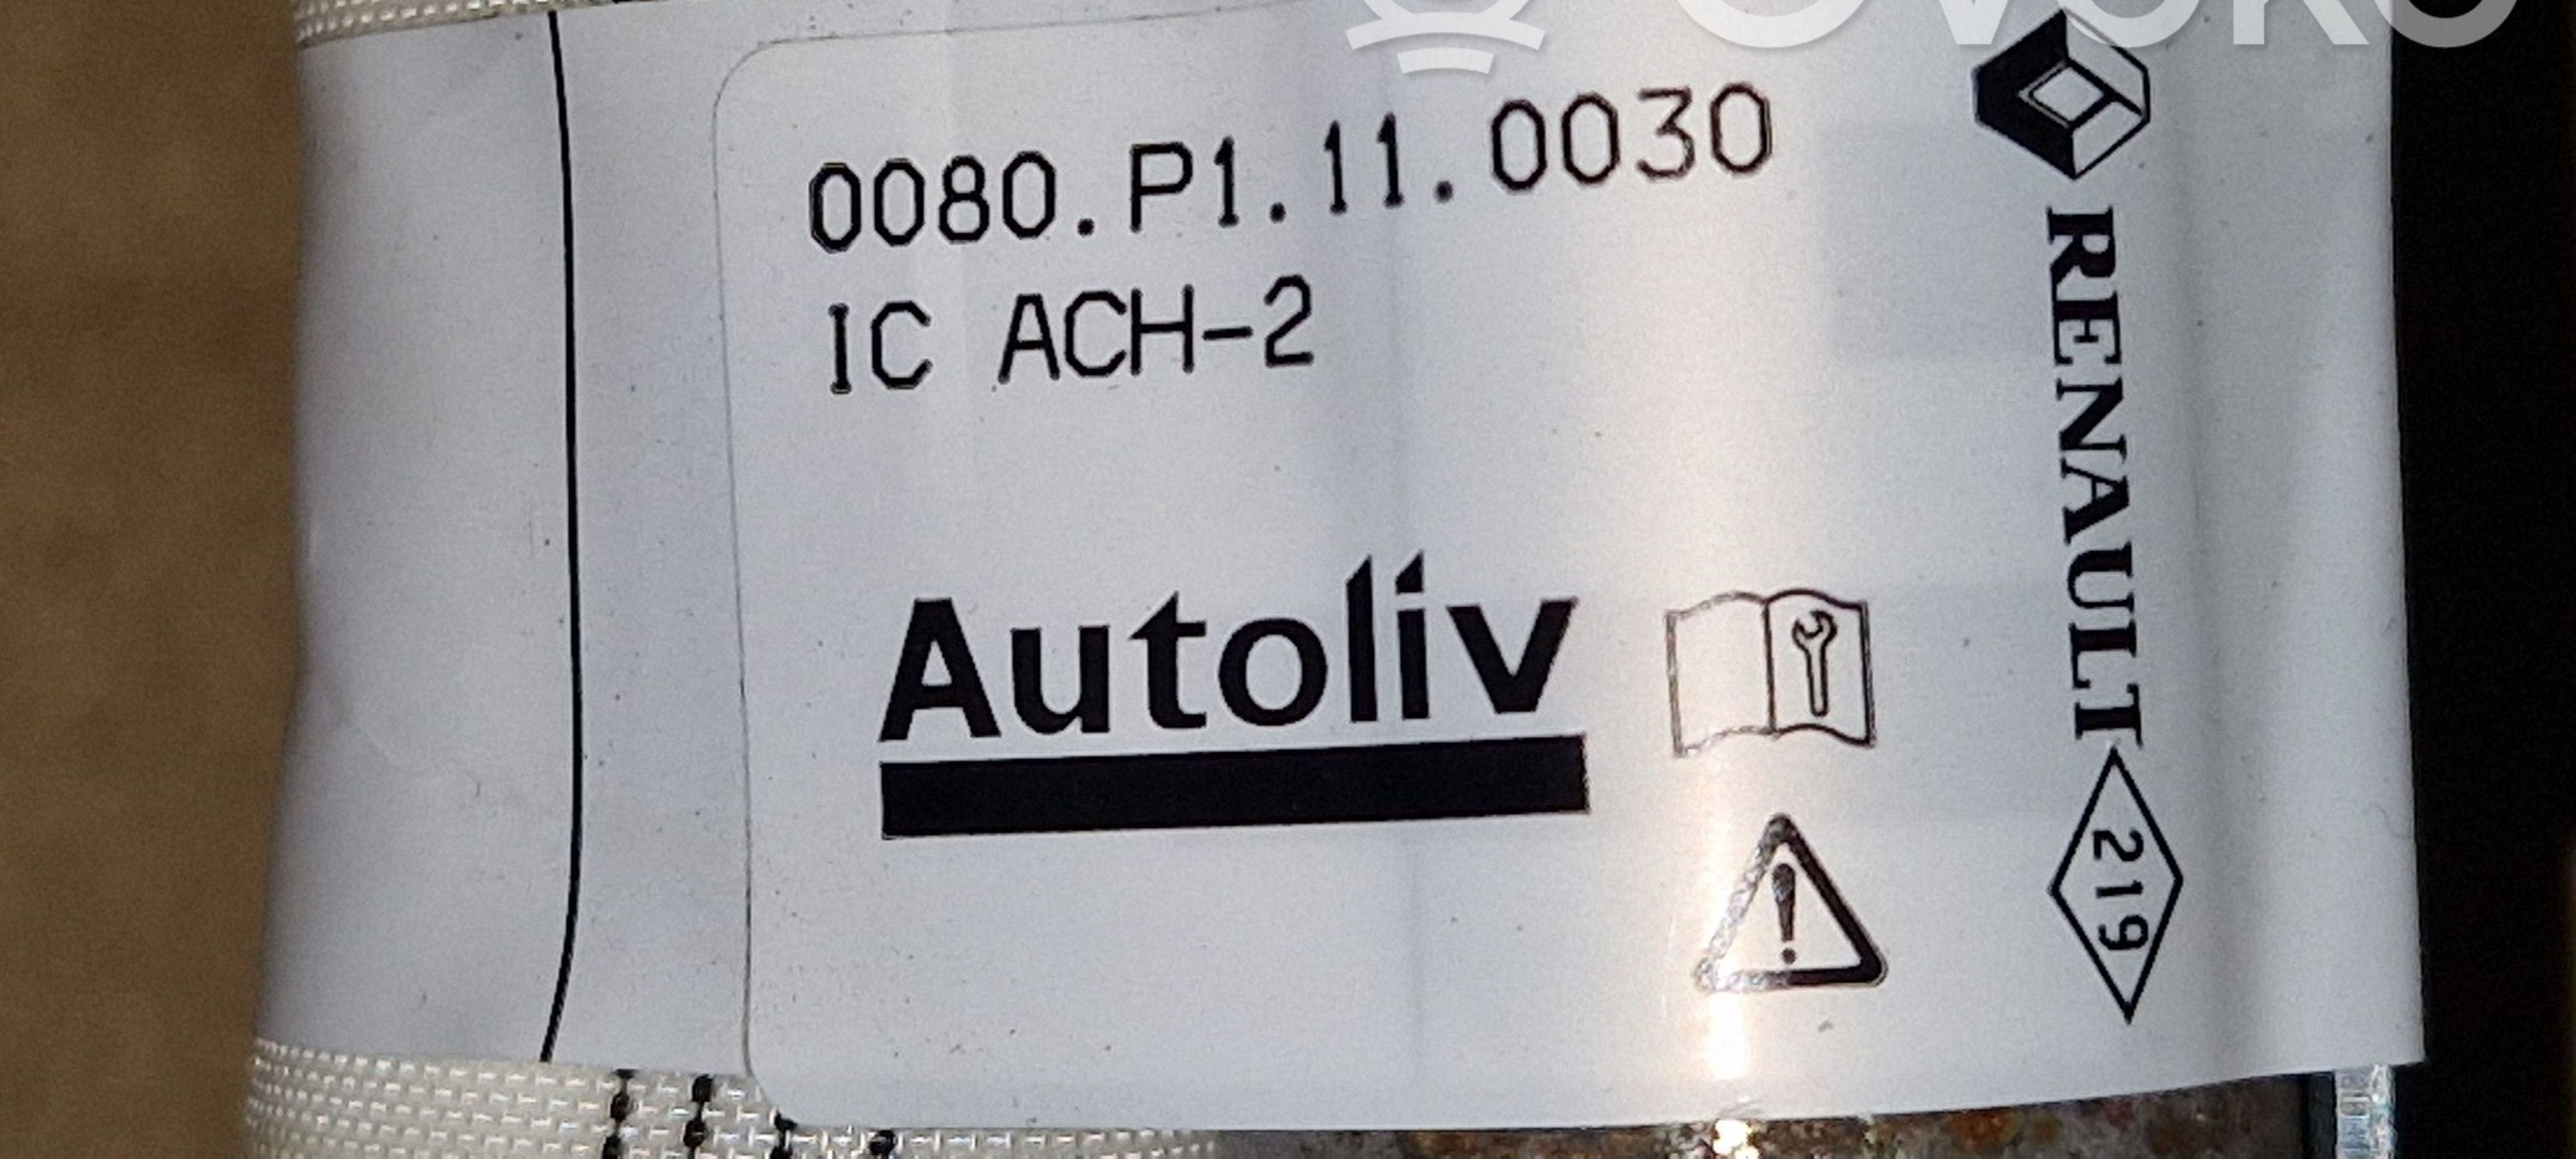 0080.P1.11.0030
IC ACH-2
Autoliv
RENAULT
219